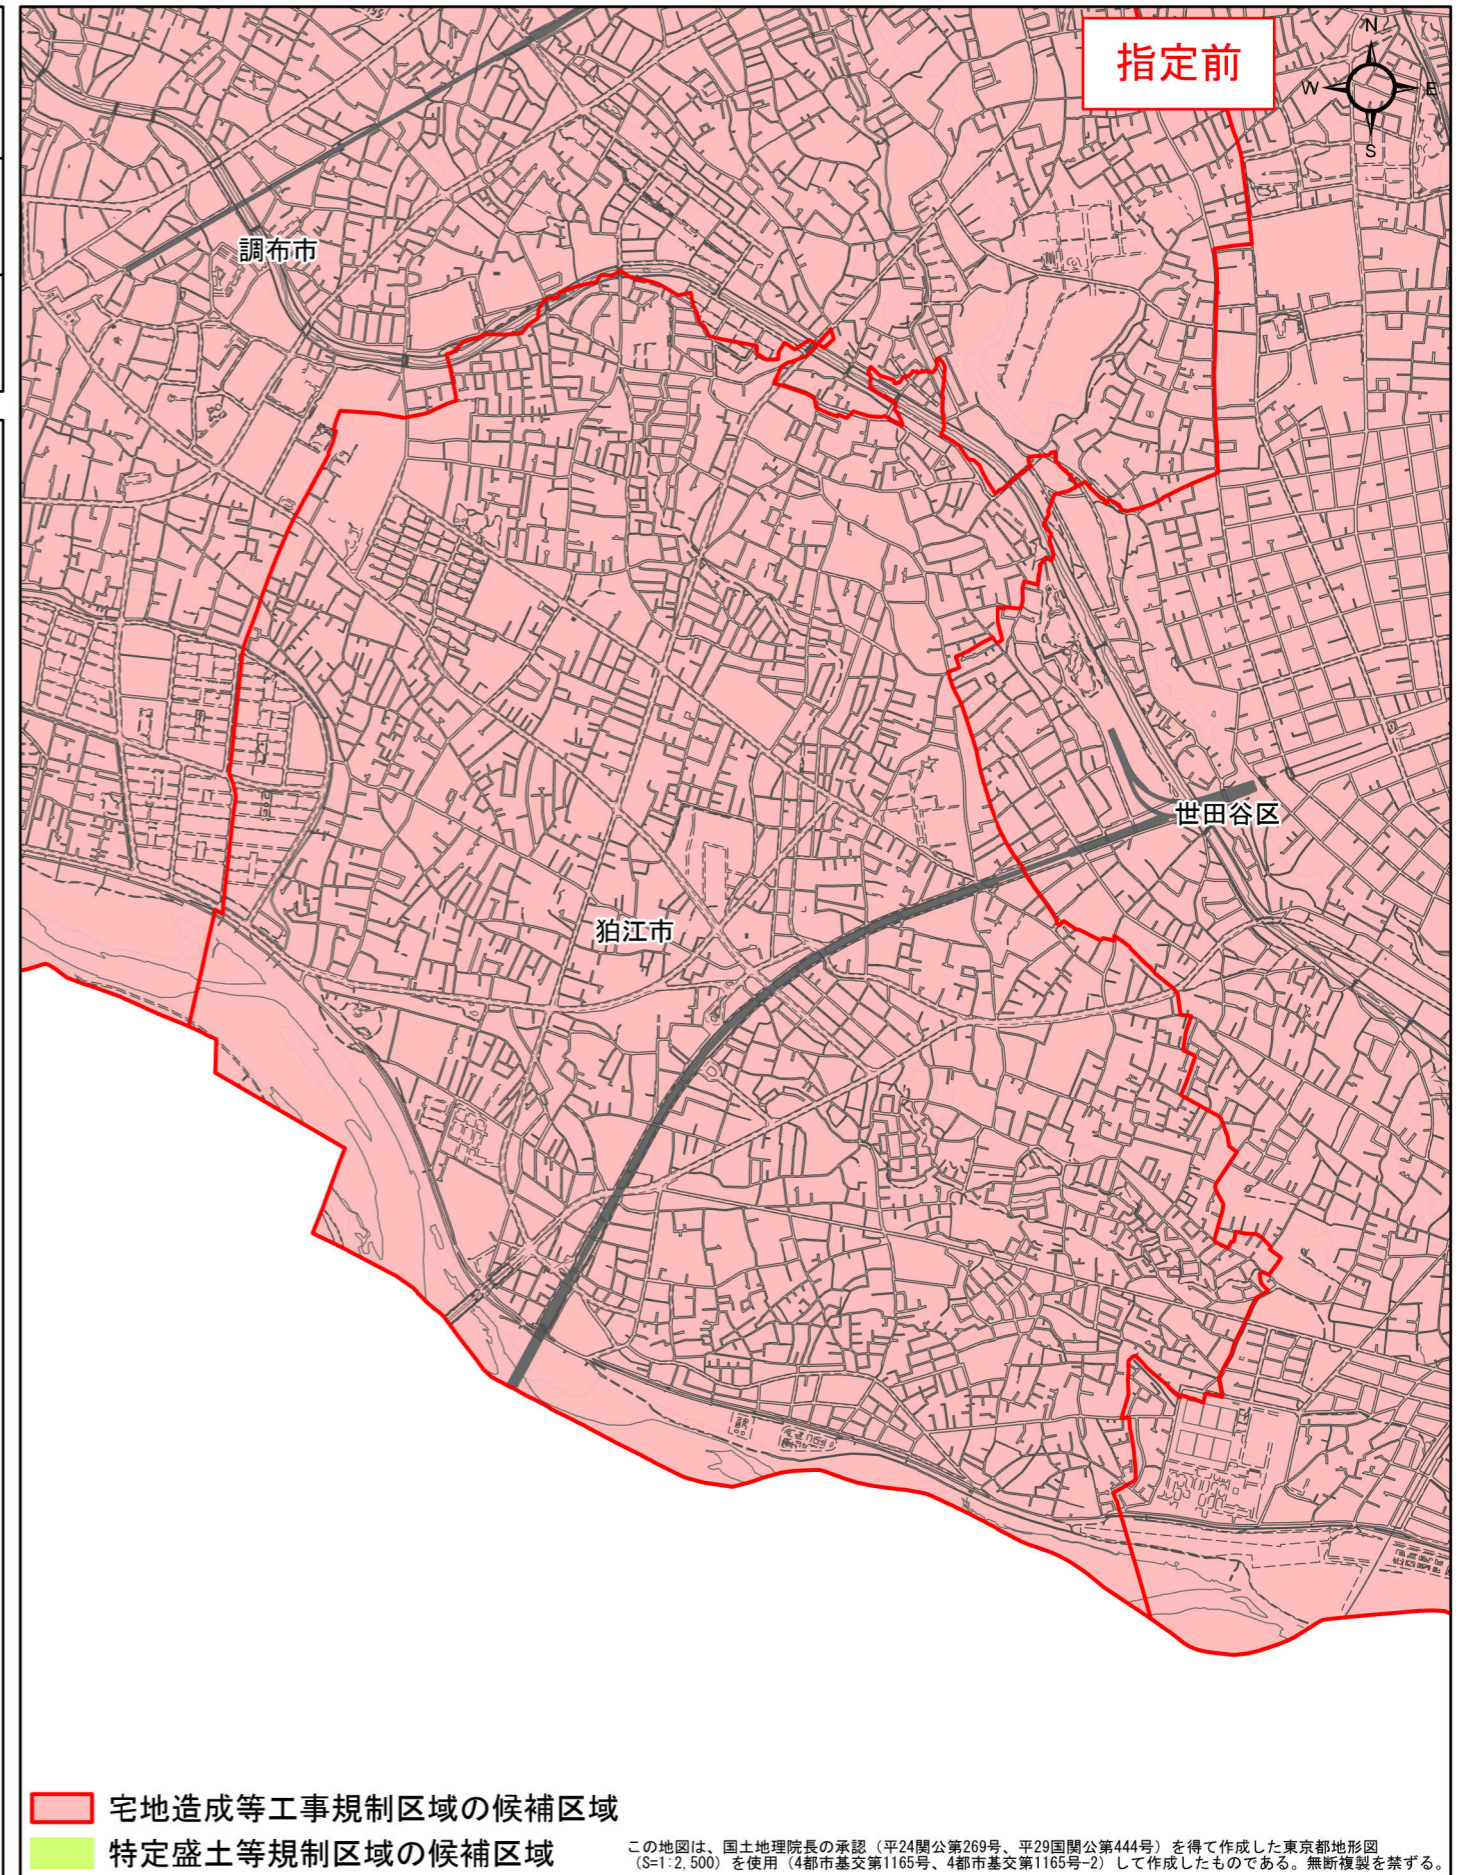 指定前
N
W
E
S
調布市
世田谷区
狛江市
宅地造成等工事規制区域の候補区域
特定盛土等規制区域の候補区域
この地図は、国土地理院長の承認（平24関公第269号、平29国関公第444号）を得て作成した東京都地形図
（S=1:2,500）を使用（4都市基交第1165号、4都市基交第1165号-2）して作成したものである。無断複製を禁ずる。